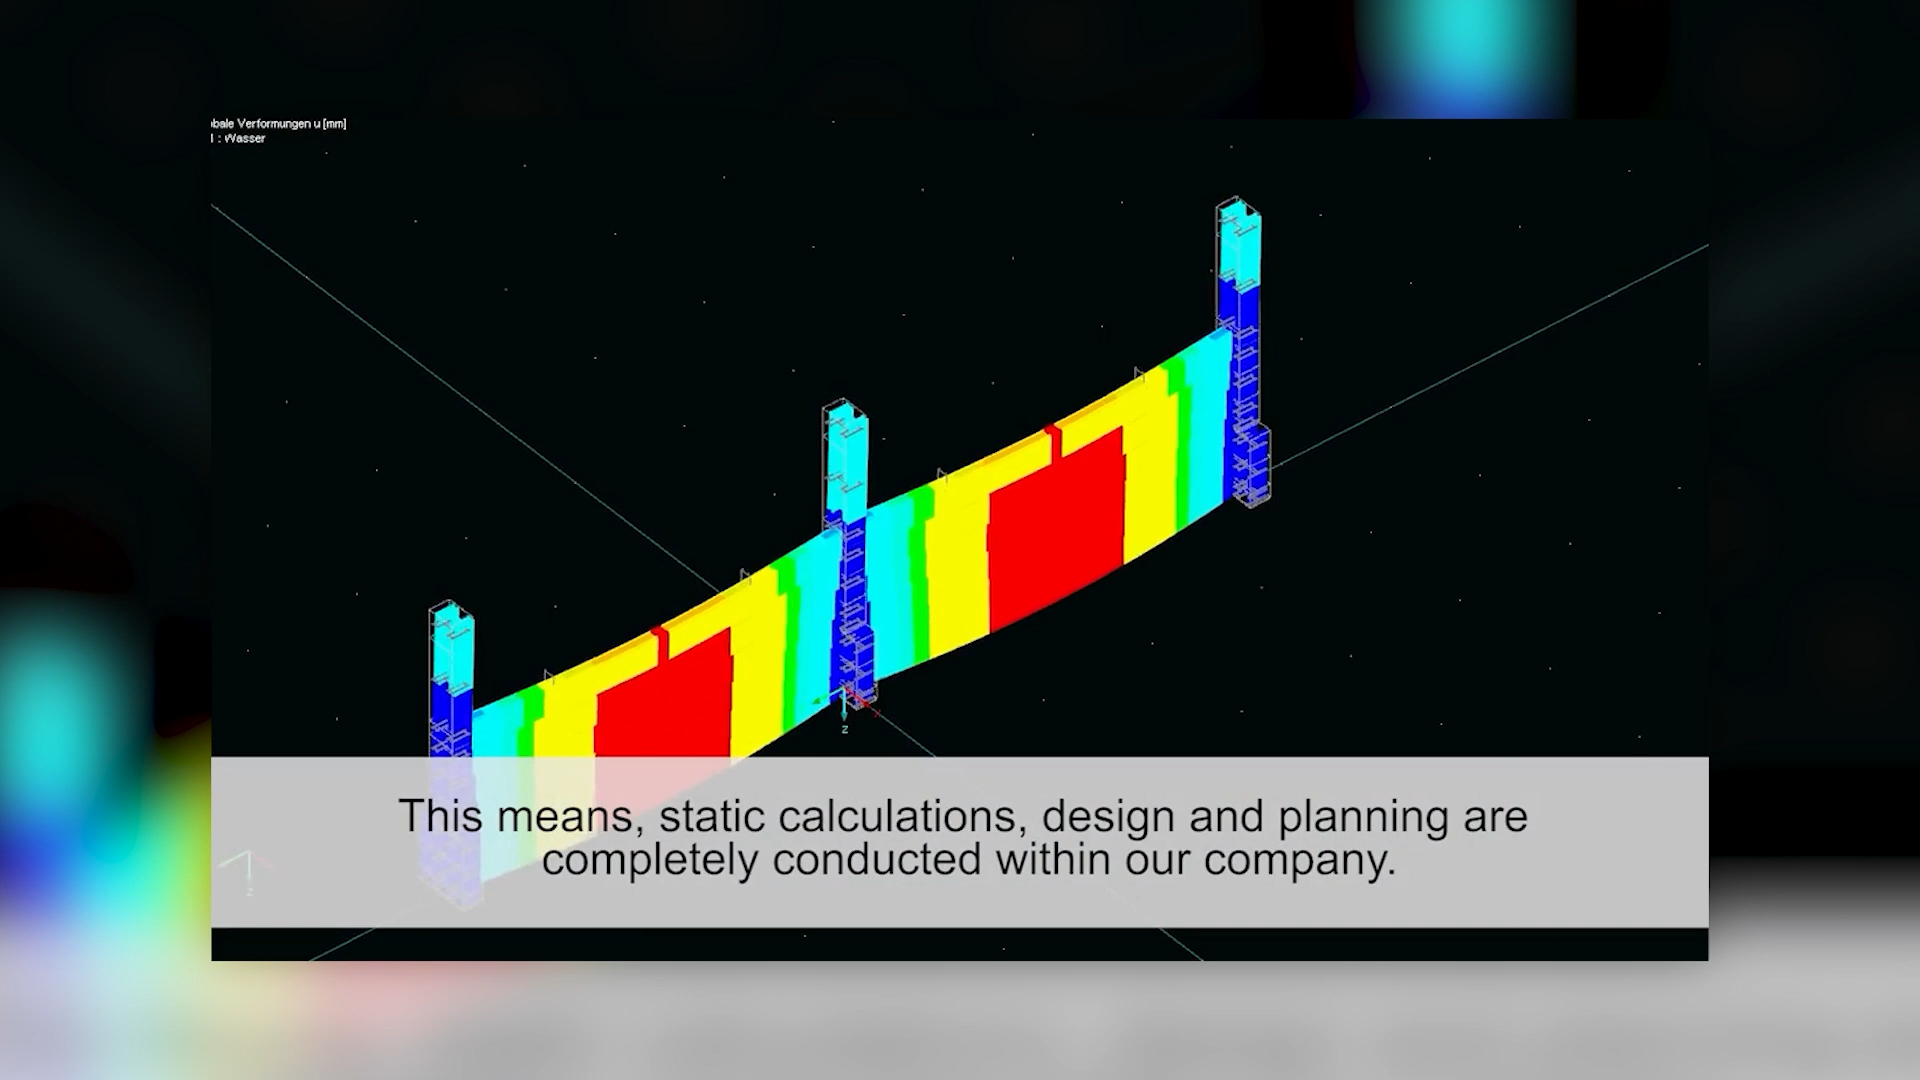 bale Verformungen u [mm]
: Wasser
z
This means, static calculations, design and planning are
completely conducted within our company.
z